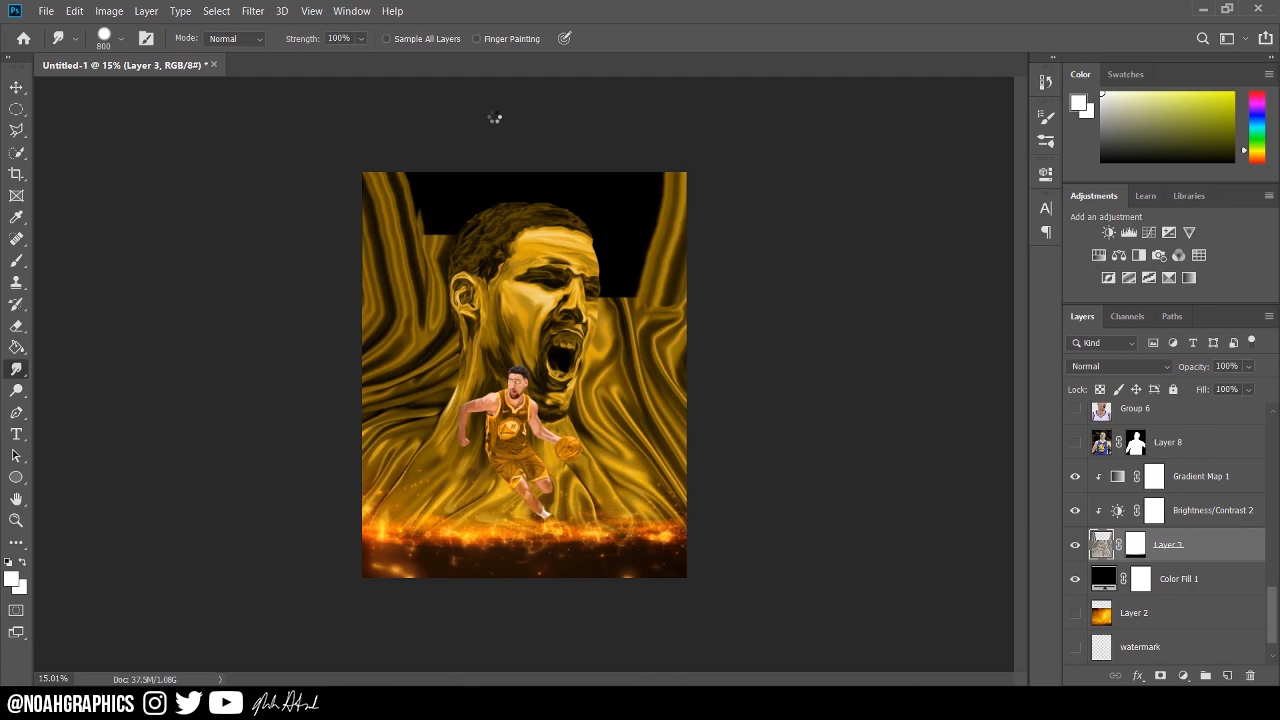 Ps File Edit Image Layer Type Select Filter 3D View Window Help
800 Mode: Normal Strength: 100% Sample All Layers Finger Painting
Untitled-1 @ 15% (Layer 3, RGB/8#) *
Color Swatches
Adjustments Learn Libraries
Add an adjustment
Layers Channels Paths
Kind
Normal Opacity: 100%
Lock: Fill: 100%
Group 6
Layer 8
Gradient Map 1
Brightness/Contrast 2
Layer 3
Color Fill 1
Layer 2
watermark
15.01% Doc: 37.5M/1.08G
@NOAHGRAPHICS